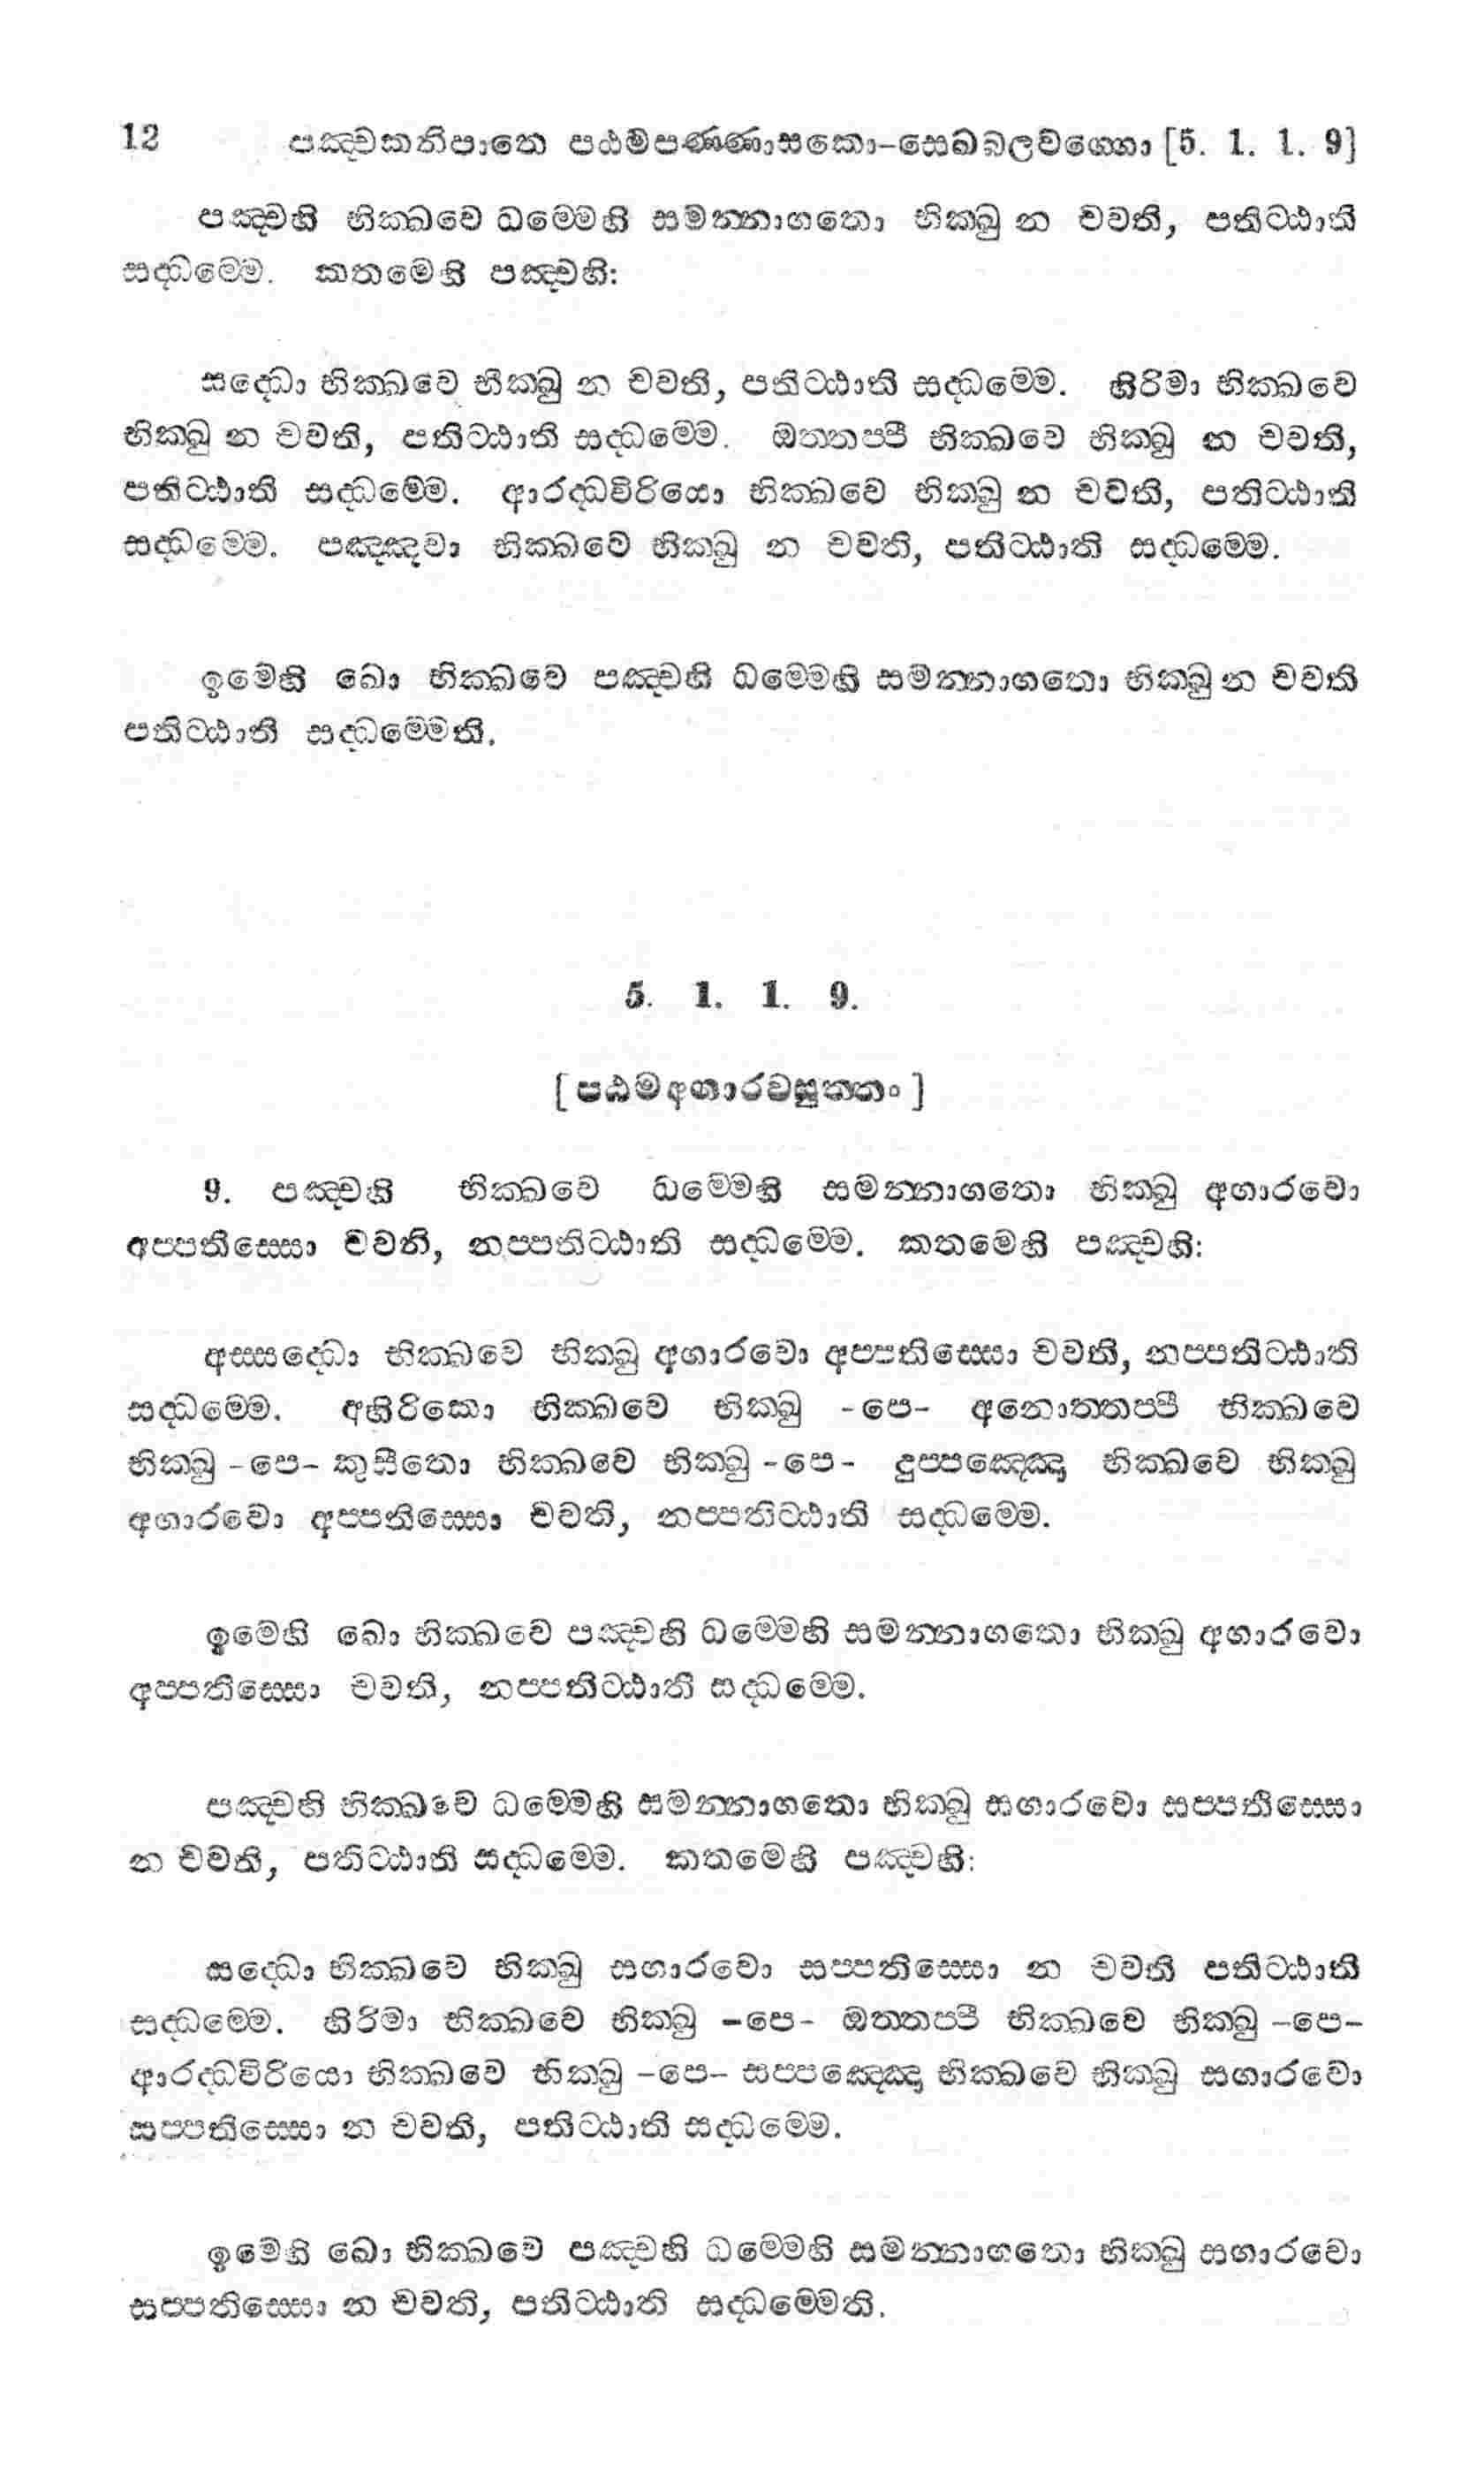 12 පඤ්චකනිපාතෙ පඨමපණ්ණාසකො-සෙඛබලවග්ගො [5. 1. 1. 9]
පඤ්චහි භික්ඛවෙ ධම්මෙහි සමන්නාගතො භික්ඛු න චවති, පතිට්ඨාති
සද්ධම්මෙ. කතමෙහි පඤ්චහි:
සද්ධො භික්ඛවෙ භික්ඛු න චවති, පතිට්ඨාති සද්ධම්මෙ. හිරිමා භික්ඛවෙ
භික්ඛු න චවති, පතිට්ඨාති සද්ධම්මෙ. ඔත්තප්පී භික්ඛවෙ භික්ඛු න චවති,
පතිට්ඨාති සද්ධම්මෙ. ආරද්ධවිරියො භික්ඛවෙ භික්ඛු න චවති, පතිට්ඨාති
සද්ධම්මෙ. පඤ්ඤවා භික්ඛවෙ භික්ඛු න චවති, පතිට්ඨාති සද්ධම්මෙ.
ඉමෙහි ඛො භික්ඛවෙ පඤ්චහි ධම්මෙහි සමන්නාගතො භික්ඛු න චවති
පතිට්ඨාති සද්ධම්මෙති.
5. 1. 1. 9.
[පඨමඅගාරවසුත්තං]
9. පඤ්චහි භික්ඛවෙ ධම්මෙහි සමන්නාගතො භික්ඛු අගාරවො
අප්පතිස්සො චවති, නප්පතිට්ඨාති සද්ධම්මෙ. කතමෙහි පඤ්චහි:
අස්සද්ධො භික්ඛවෙ භික්ඛු අගාරවො අප්පතිස්සො චවති, නප්පතිට්ඨාති
සද්ධම්මෙ. අහිරිකො භික්ඛවෙ භික්ඛු -පෙ- අනොත්තප්පී භික්ඛවෙ
භික්ඛු -පෙ- කුසීතො භික්ඛවෙ භික්ඛු -පෙ- දුප්පඤ්ඤො භික්ඛවෙ භික්ඛු
අගාරවො අප්පතිස්සො චවති, නප්පතිට්ඨාති සද්ධම්මෙ.
ඉමෙහි ඛො භික්ඛවෙ පඤ්චහි ධම්මෙහි සමන්නාගතො භික්ඛු අගාරවො
අප්පතිස්සො චවති, නප්පතිට්ඨාති සද්ධම්මෙ.
පඤ්චහි භික්ඛවෙ ධම්මෙහි සමන්නාගතො භික්ඛු සගාරවො සප්පතිස්සො
න චවති, පතිට්ඨාති සද්ධම්මෙ. කතමෙහි පඤ්චහි:
සද්ධො භික්ඛවෙ භික්ඛු සගාරවො සප්පතිස්සො න චවති පතිට්ඨාති
සද්ධම්මෙ. හිරිමා භික්ඛවෙ භික්ඛු -පෙ- ඔත්තප්පී භික්ඛවෙ භික්ඛු -පෙ-
ආරද්ධවිරියො භික්ඛවෙ භික්ඛු -පෙ- සප්පඤ්ඤො භික්ඛවෙ භික්ඛු සගාරවො
සප්පතිස්සො න චවති, පතිට්ඨාති සද්ධම්මෙ.
ඉමෙහි ඛො භික්ඛවෙ පඤ්චහි ධම්මෙහි සමන්නාගතො භික්ඛු සගාරවො
සප්පතිස්සො න චවති, පතිට්ඨාති සද්ධම්මෙති.